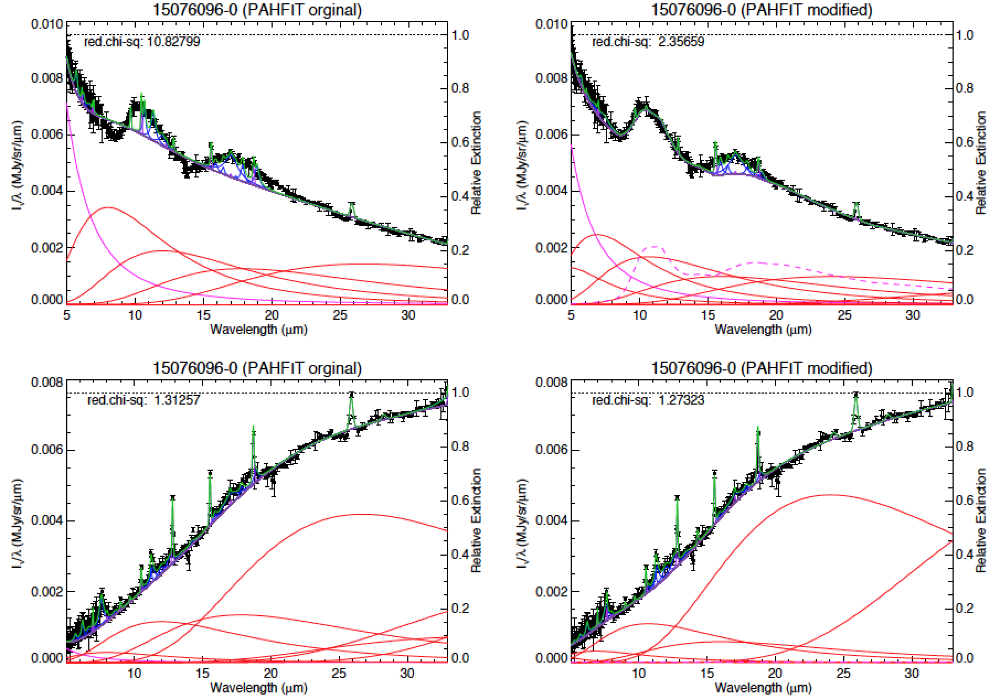 15076096-0 (PAHFIT orginal)
0.010
0.008
0.006
0.004
0.002
0.000
red.chi-sq: 10.82799
1.0
0.8
0.6
0.4
0.2
0.0
Iν/λ (MJy/sr/μm)
Relative Extinction
5 10 15 20 25 30
Wavelength (μm)
15076096-0 (PAHFIT modified)
0.010
0.008
0.006
0.004
0.002
0.000
red.chi-sq: 2.35659
1.0
0.8
0.6
0.4
0.2
0.0
Iν/λ (MJy/sr/μm)
Relative Extinction
5 10 15 20 25 30
Wavelength (μm)
15076096-0 (PAHFIT orginal)
0.008
0.006
0.004
0.002
0.000
red.chi-sq: 1.31257
1.0
0.8
0.6
0.4
0.2
0.0
Iν/λ (MJy/sr/μm)
Relative Extinction
10 15 20 25 30
Wavelength (μm)
15076096-0 (PAHFIT modified)
0.008
0.006
0.004
0.002
0.000
red.chi-sq: 1.27323
1.0
0.8
0.6
0.4
0.2
0.0
Iν/λ (MJy/sr/μm)
Relative Extinction
10 15 20 25 30
Wavelength (μm)